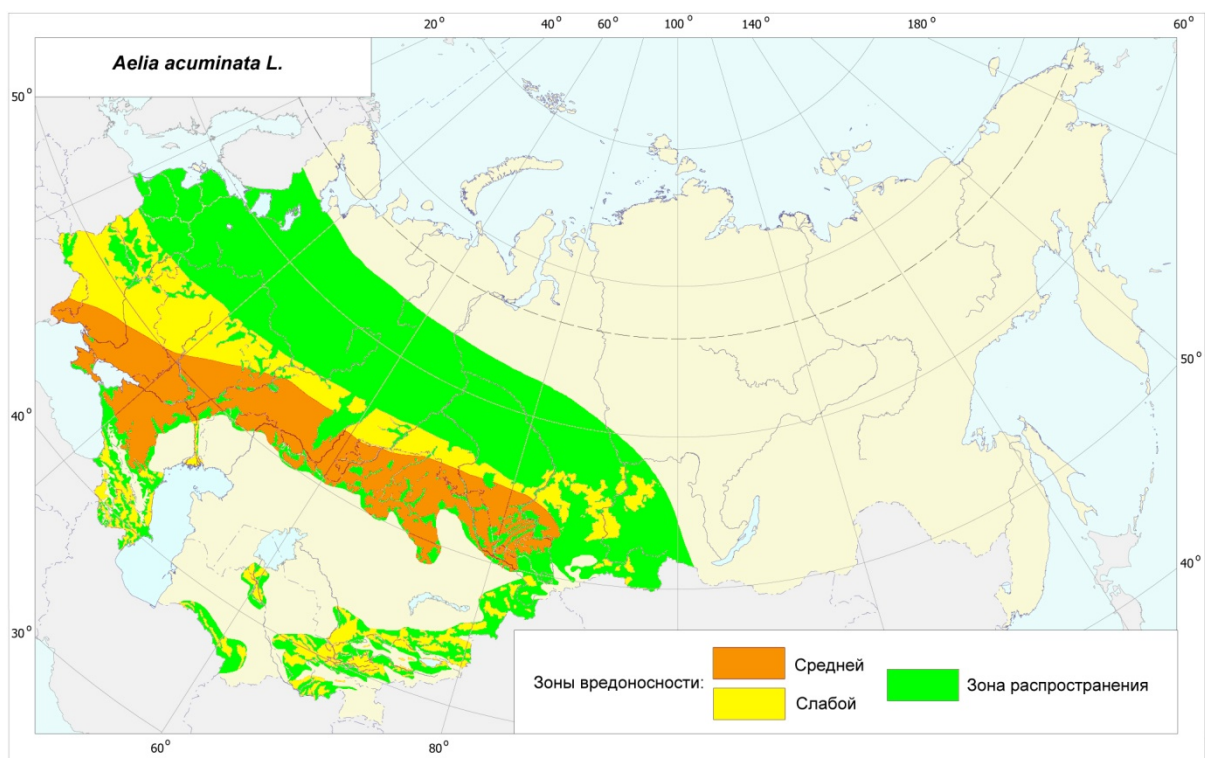 20° 40° 60° 100° 140° 180° 60°
Aelia acuminata L.
50°
50°
40°
40°
30°
Зоны вредоносности:
Средней
Слабой
Зона распространения
60° 80°